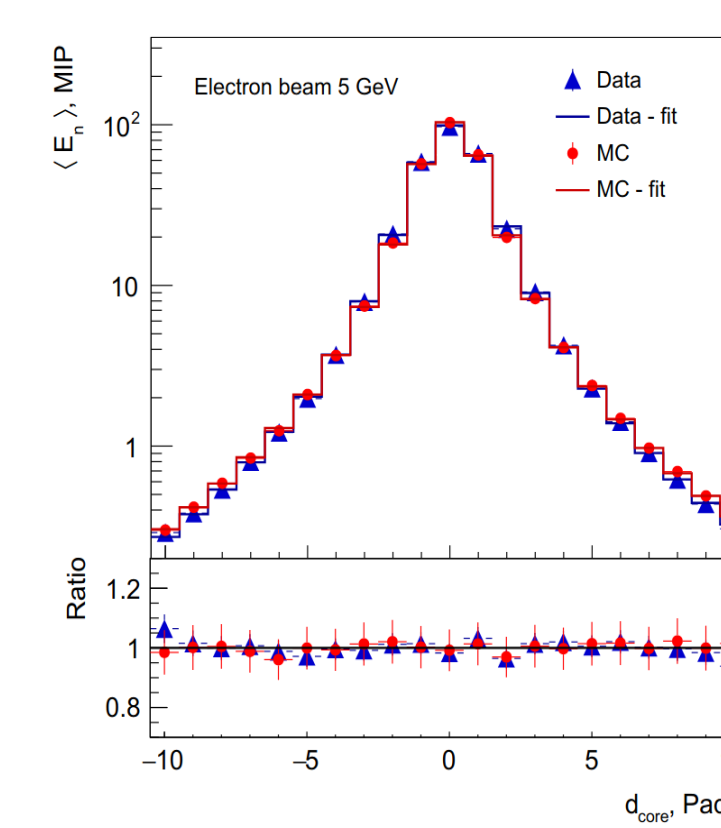 ⟨ Eₙ ⟩, MIP
Electron beam 5 GeV
Data
Data - fit
MC
MC - fit
10²
10
1
Ratio
1.2
1
0.8
−10
−5
0
5
d_core, Pad